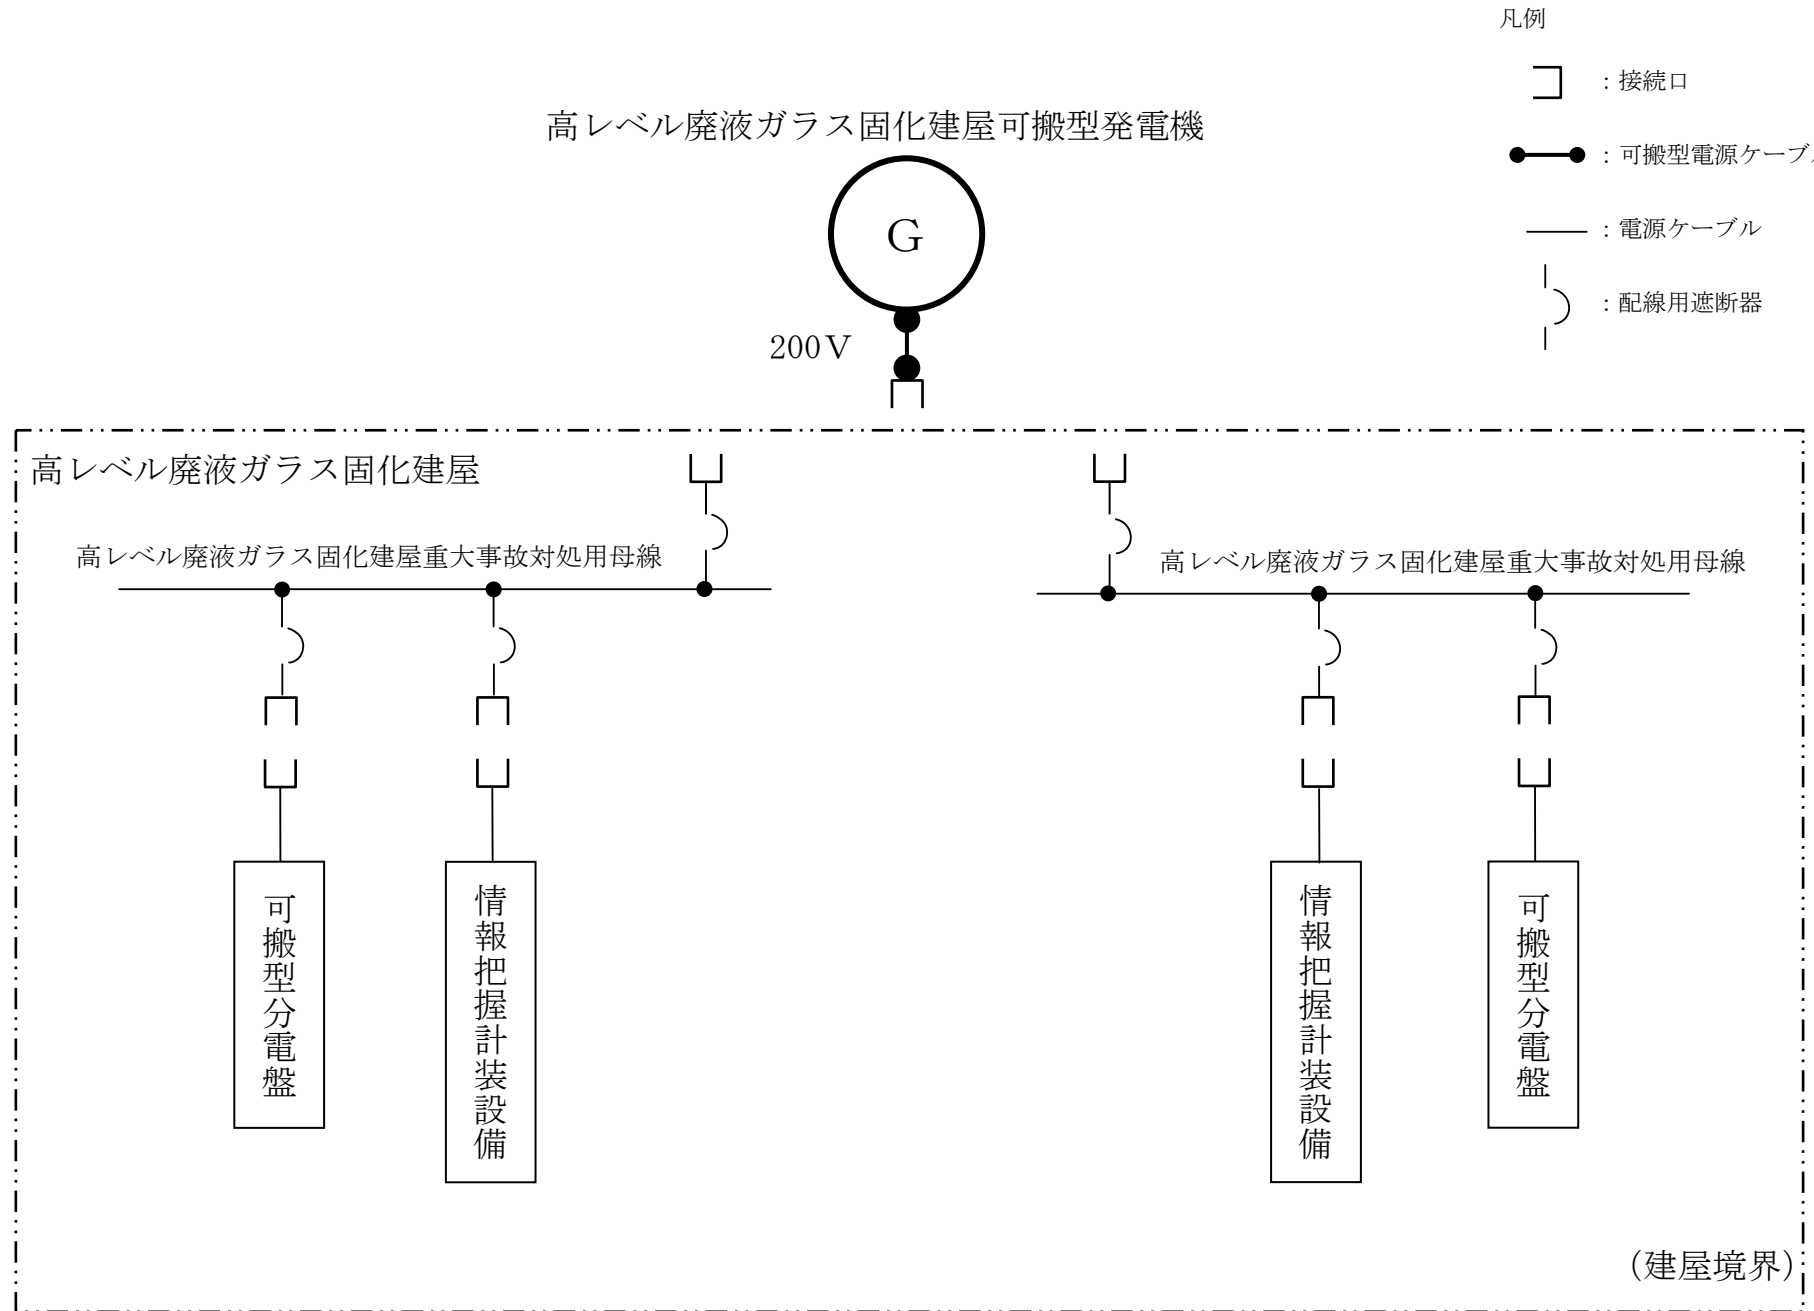 凡例
：接続口
高レベル廃液ガラス固化建屋可搬型発電機
：可搬型電源ケーブ
G
：電源ケーブル
：配線用遮断器
200V
高レベル廃液ガラス固化建屋
高レベル廃液ガラス固化建屋重大事故対処用母線
高レベル廃液ガラス固化建屋重大事故対処用母線
可搬型分電盤
情報把握計装設備
情報把握計装設備
可搬型分電盤
（建屋境界）